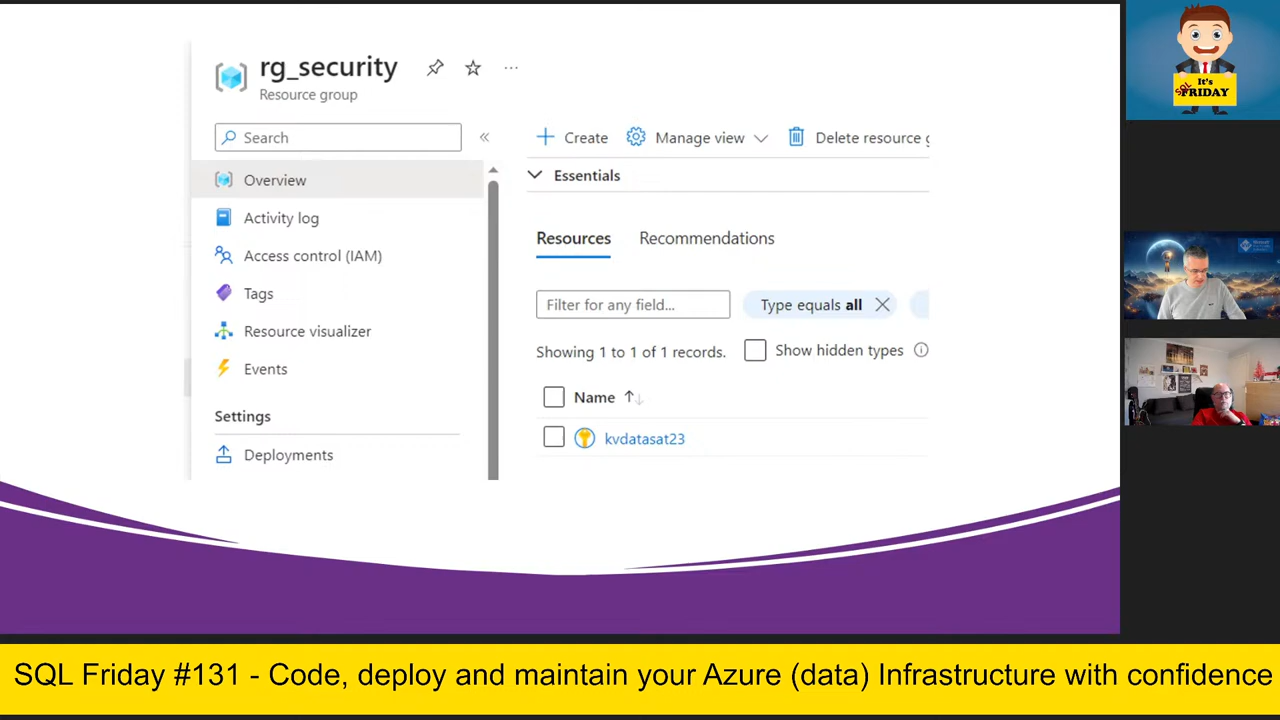 rg_security
Resource group
Search
Overview
Activity log
Access control (IAM)
Tags
Resource visualizer
Events
Settings
Deployments
Create
Manage view
Delete resource g
Essentials
Resources
Recommendations
Filter for any field...
Type equals all
Showing 1 to 1 of 1 records.
Show hidden types
Name
kvdatasat23
It's
SQL FRIDAY
SQL Friday #131 - Code, deploy and maintain your Azure (data) Infrastructure with confidence